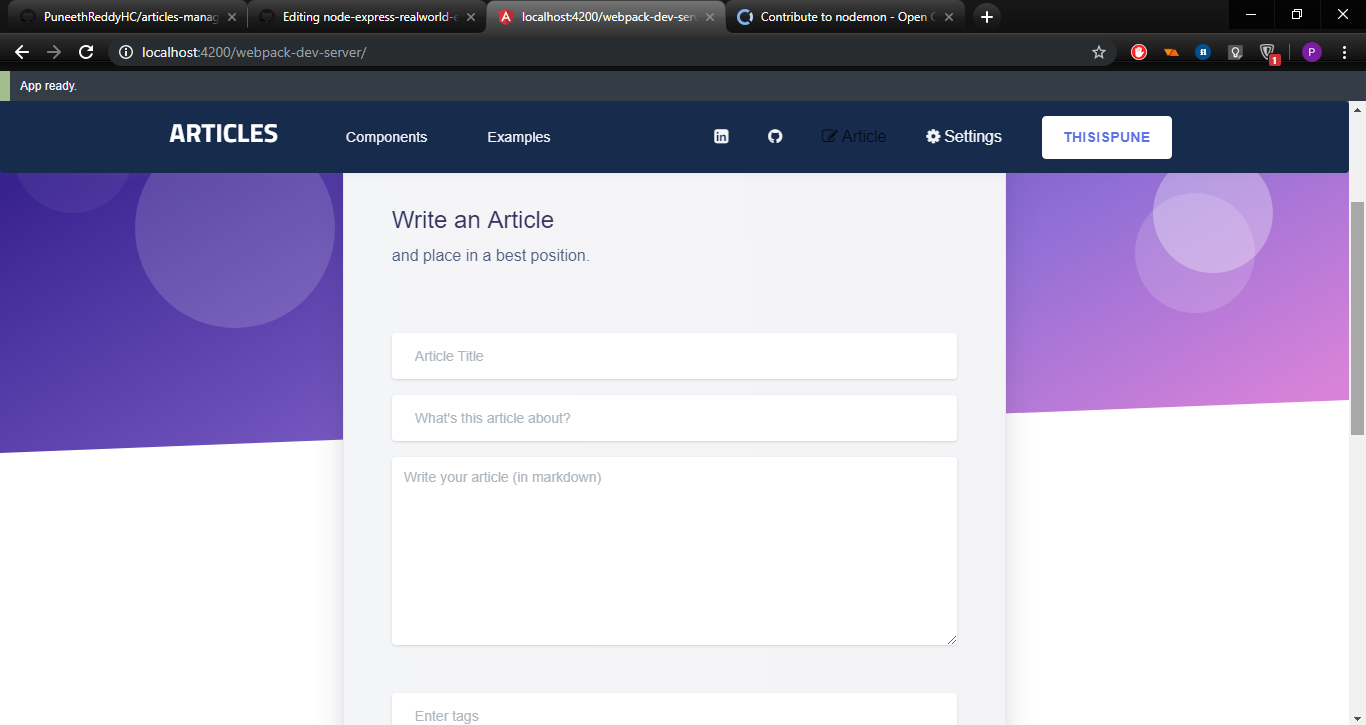 PuneethReddyHC/articles-manag
Editing node-express-realworld-e
localhost:4200/webpack-dev-serv
Contribute to nodemon - Open C
localhost:4200/webpack-dev-server/
1
P
App ready.
ARTICLES
Components
Examples
in
Article
Settings
THISISPUNE
Write an Article
and place in a best position.
Article Title
What's this article about?
Write your article (in markdown)
Enter tags